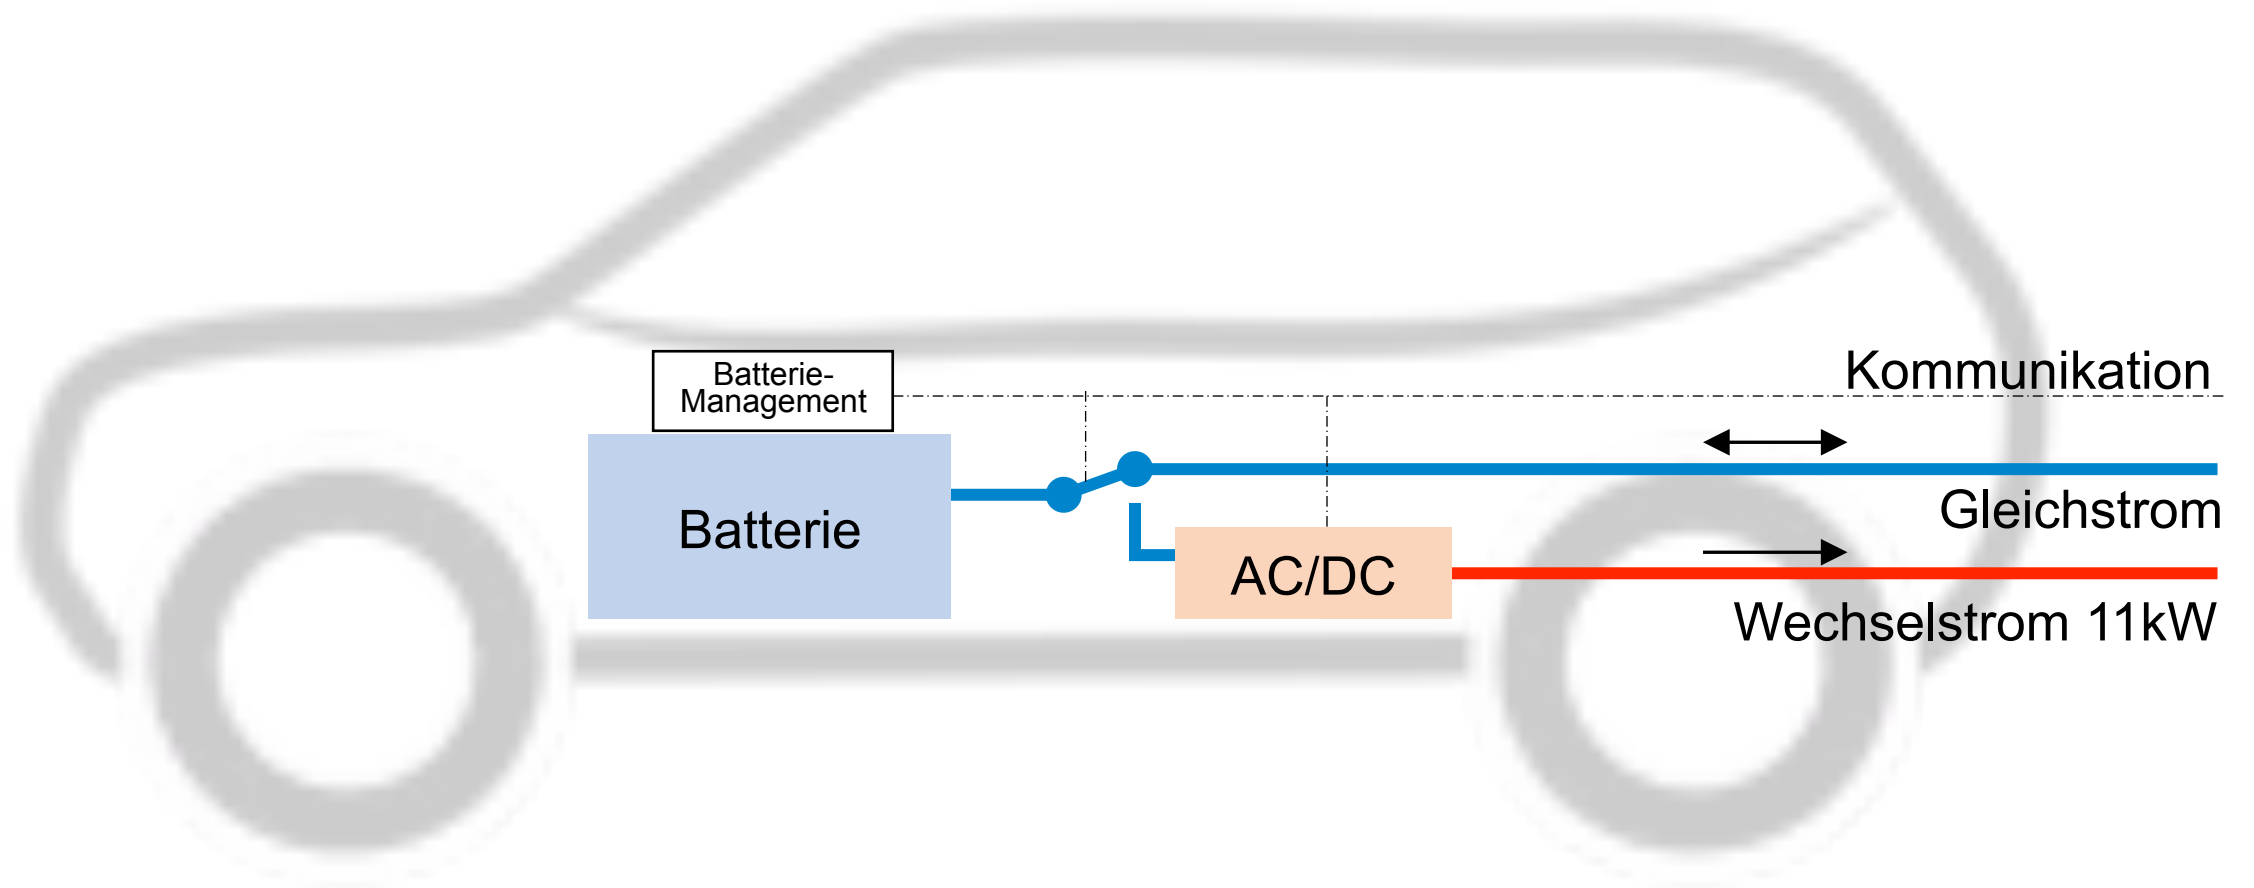 Batterie-
Management
Kommunikation
Batterie
Gleichstrom
AC/DC
Wechselstrom 11kW